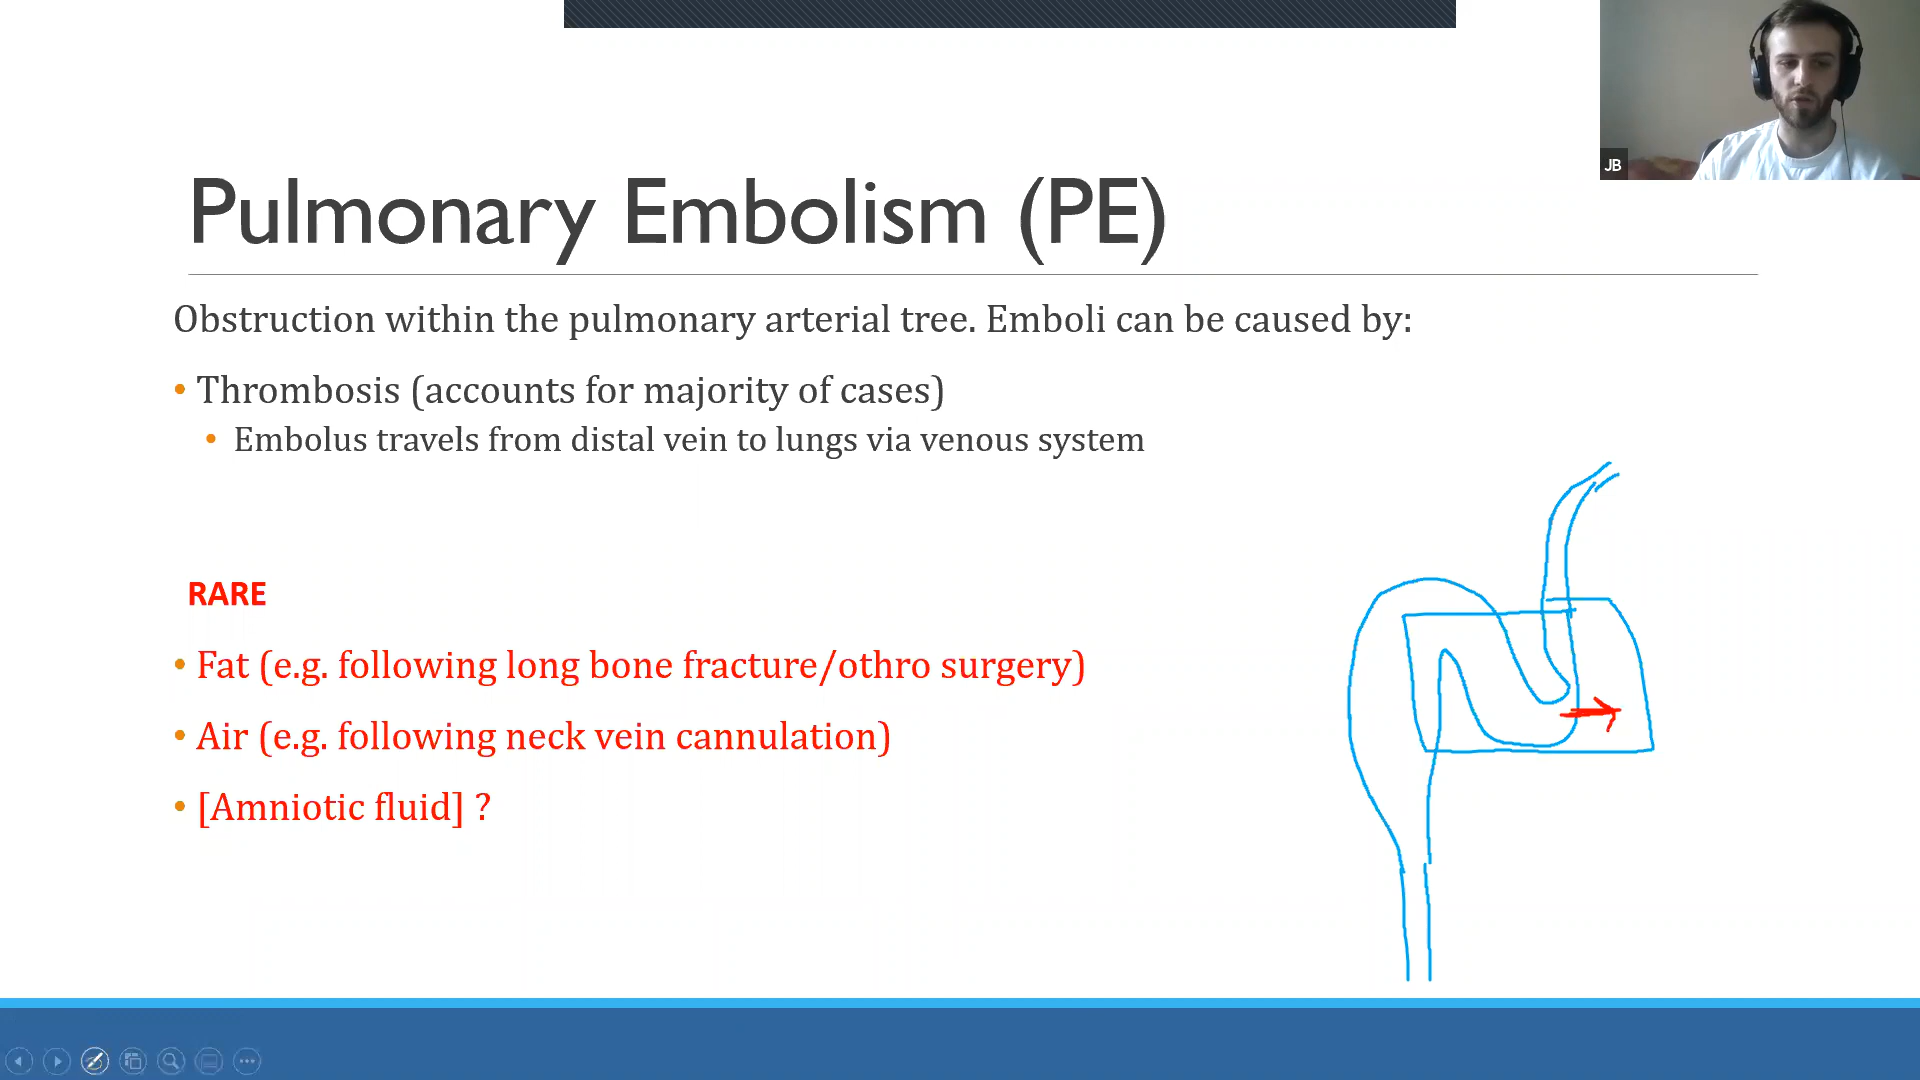 JB
Pulmonary Embolism (PE)
Obstruction within the pulmonary arterial tree. Emboli can be caused by:
• Thrombosis (accounts for majority of cases)
• Embolus travels from distal vein to lungs via venous system
RARE
• Fat (e.g. following long bone fracture/othro surgery)
• Air (e.g. following neck vein cannulation)
• [Amniotic fluid] ?